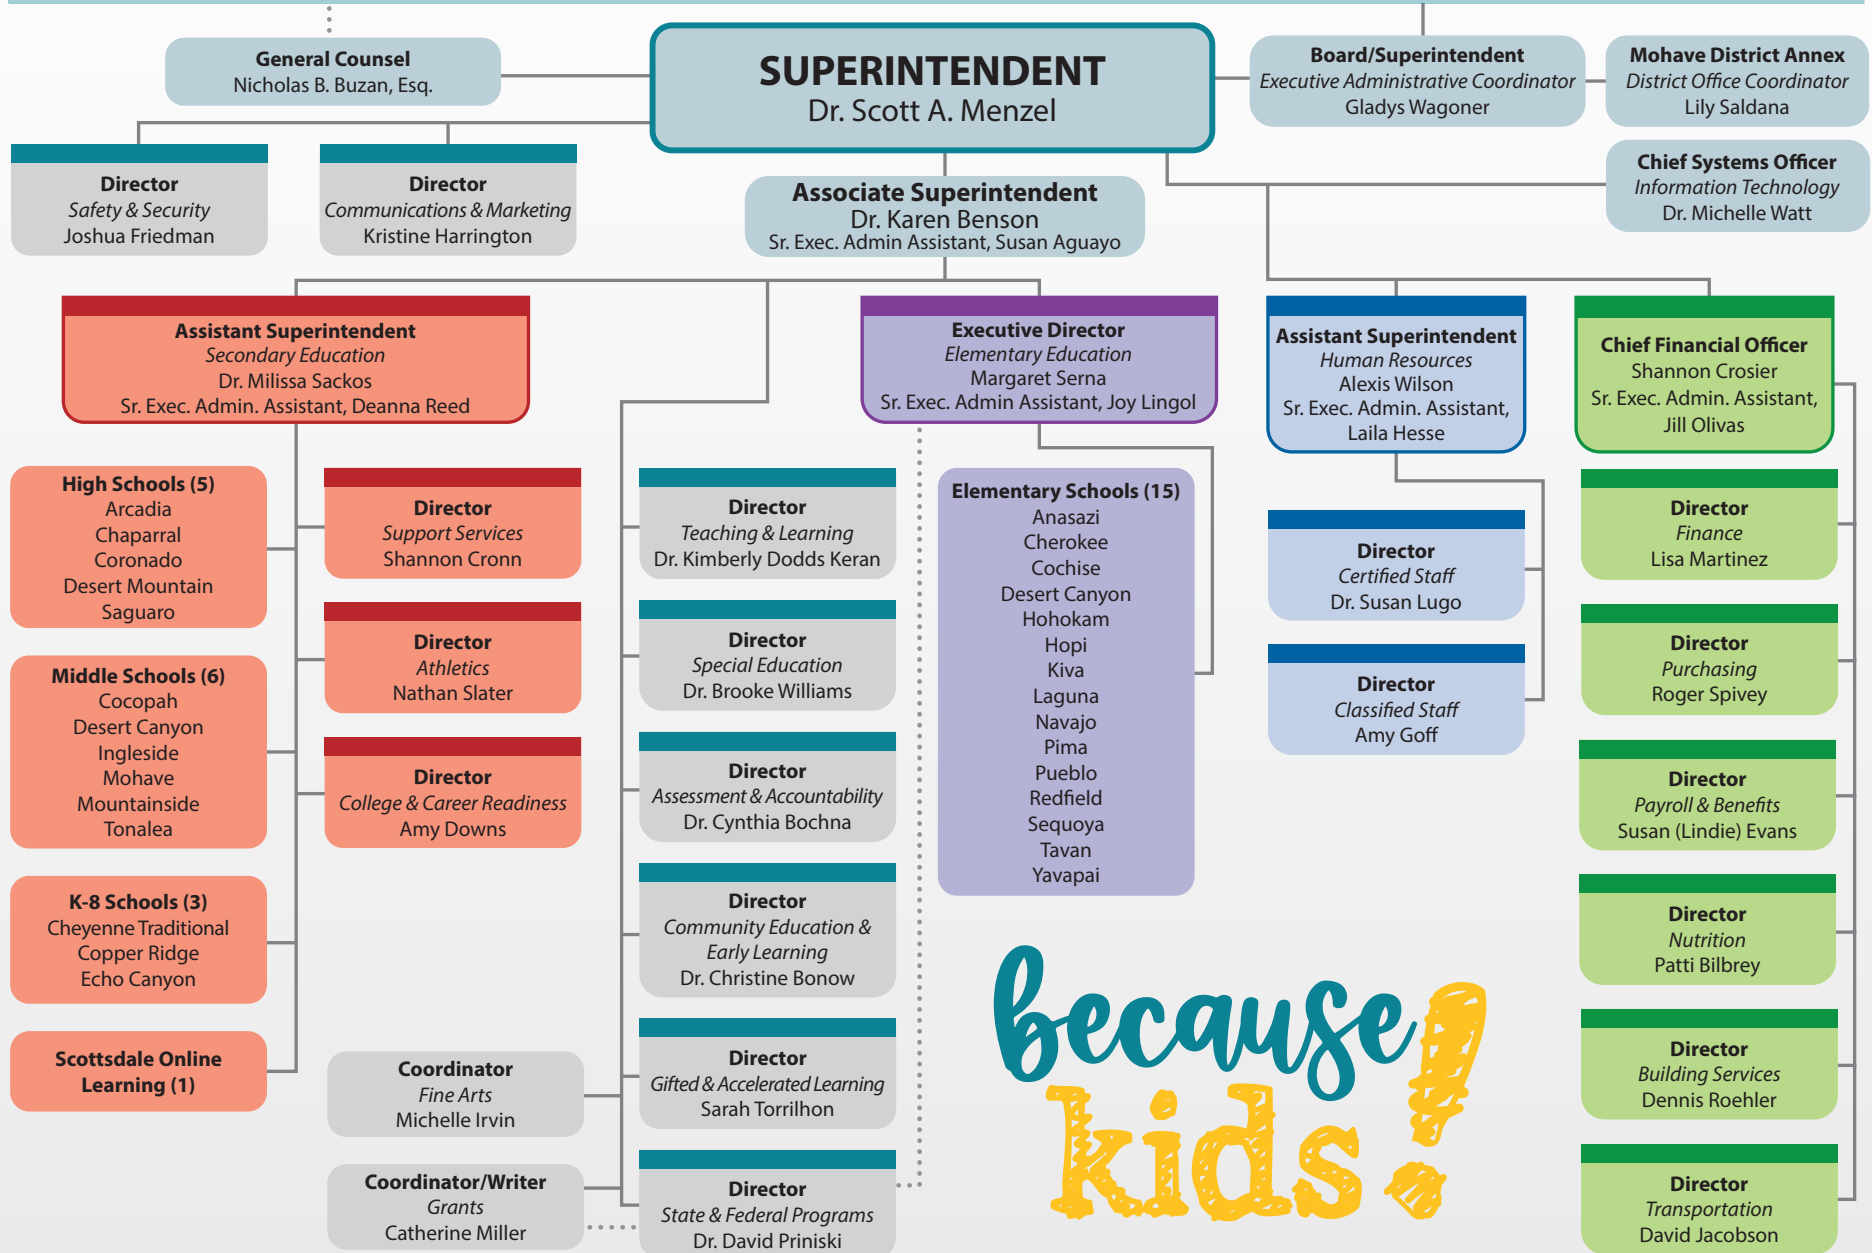 General Counsel
Nicholas B. Buzan, Esq.
SUPERINTENDENT
Dr. Scott A. Menzel
Board/Superintendent
Executive Administrative Coordinator
Gladys Wagoner
Mohave District Annex
District Office Coordinator
Lily Saldana
Director
Safety & Security
Joshua Friedman
Director
Communications & Marketing
Kristine Harrington
Associate Superintendent
Dr. Karen Benson
Sr. Exec. Admin Assistant, Susan Aguayo
Chief Systems Officer
Information Technology
Dr. Michelle Watt
Assistant Superintendent
Secondary Education
Dr. Milissa Sackos
Sr. Exec. Admin. Assistant, Deanna Reed
Executive Director
Elementary Education
Margaret Serna
Sr. Exec. Admin Assistant, Joy Lingol
Assistant Superintendent
Human Resources
Alexis Wilson
Sr. Exec. Admin. Assistant,
Laila Hesse
Chief Financial Officer
Shannon Crosier
Sr. Exec. Admin. Assistant,
Jill Olivas
High Schools (5)
Arcadia
Chaparral
Coronado
Desert Mountain
Saguaro
Middle Schools (6)
Cocopah
Desert Canyon
Ingleside
Mohave
Mountainside
Tonalea
K-8 Schools (3)
Cheyenne Traditional
Copper Ridge
Echo Canyon
Scottsdale Online
Learning (1)
Director
Support Services
Shannon Cronn
Director
Athletics
Nathan Slater
Director
College & Career Readiness
Amy Downs
Coordinator
Fine Arts
Michelle Irvin
Coordinator/Writer
Grants
Catherine Miller
Director
Teaching & Learning
Dr. Kimberly Dodds Keran
Director
Special Education
Dr. Brooke Williams
Director
Assessment & Accountability
Dr. Cynthia Bochna
Director
Community Education &
Early Learning
Dr. Christine Bonow
Director
Gifted & Accelerated Learning
Sarah Torrilhon
Director
State & Federal Programs
Dr. David Priniski
Elementary Schools (15)
Anasazi
Cherokee
Cochise
Desert Canyon
Hohokam
Hopi
Kiva
Laguna
Navajo
Pima
Pueblo
Redfield
Sequoya
Tavan
Yavapai
Director
Certified Staff
Dr. Susan Lugo
Director
Classified Staff
Amy Goff
Director
Finance
Lisa Martinez
Director
Purchasing
Roger Spivey
Director
Payroll & Benefits
Susan (Lindie) Evans
Director
Nutrition
Patti Bilbrey
Director
Building Services
Dennis Roehler
Director
Transportation
David Jacobson
because
kids!